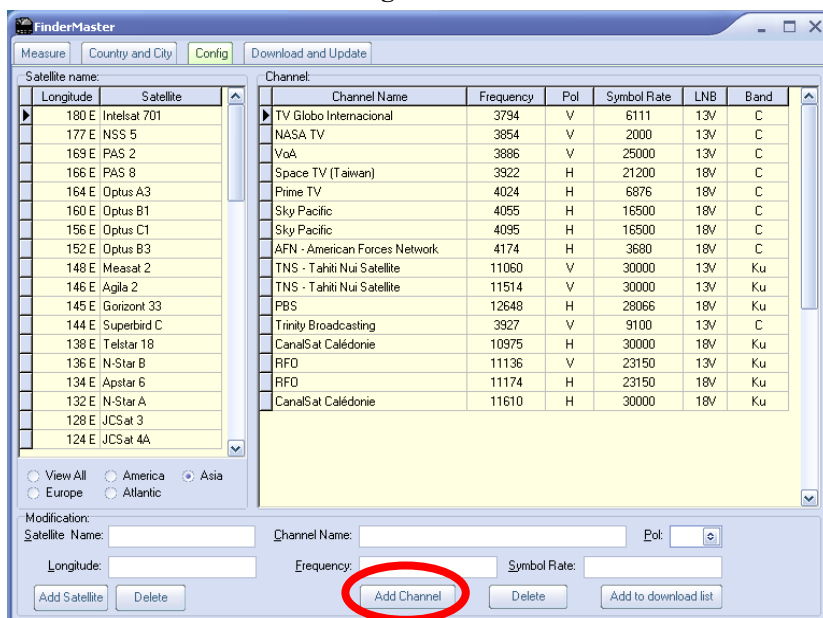 FinderMaster
Measure Country and City Config Download and Update
Satellite name:
Longitude Satellite
180 E Intelsat 701
177 E NSS 5
169 E PAS 2
166 E PAS 8
164 E Optus A3
160 E Optus B1
156 E Optus C1
152 E Optus B3
148 E Measat 2
146 E Agila 2
145 E Gorizont 33
144 E Superbird C
138 E Telstar 18
136 E N-Star B
134 E Apstar 6
132 E N-Star A
128 E JCSat 3
124 E JCSat 4A
View All America Asia
Europe Atlantic
Channel:
Channel Name Frequency Pol Symbol Rate LNB Band
TV Globo Internacional 3794 V 6111 13V C
NASA TV 3854 V 2000 13V C
VoA 3886 V 25000 13V C
Space TV (Taiwan) 3922 H 21200 18V C
Prime TV 4024 H 6876 18V C
Sky Pacific 4055 H 16500 18V C
Sky Pacific 4095 H 16500 18V C
AFN - American Forces Network 4174 H 3680 18V C
TNS - Tahiti Nui Satellite 11060 V 30000 13V Ku
TNS - Tahiti Nui Satellite 11514 V 30000 13V Ku
PBS 12648 H 28066 18V Ku
Trinity Broadcasting 3927 V 9100 13V C
CanalSat Calédonie 10975 H 30000 18V Ku
RFO 11136 V 23150 13V Ku
RFO 11174 H 23150 18V Ku
CanalSat Calédonie 11610 H 30000 18V Ku
Modification:
Satellite Name: Channel Name: Pol:
Longitude: Frequency: Symbol Rate:
Add Satellite Delete Add Channel Delete Add to download list